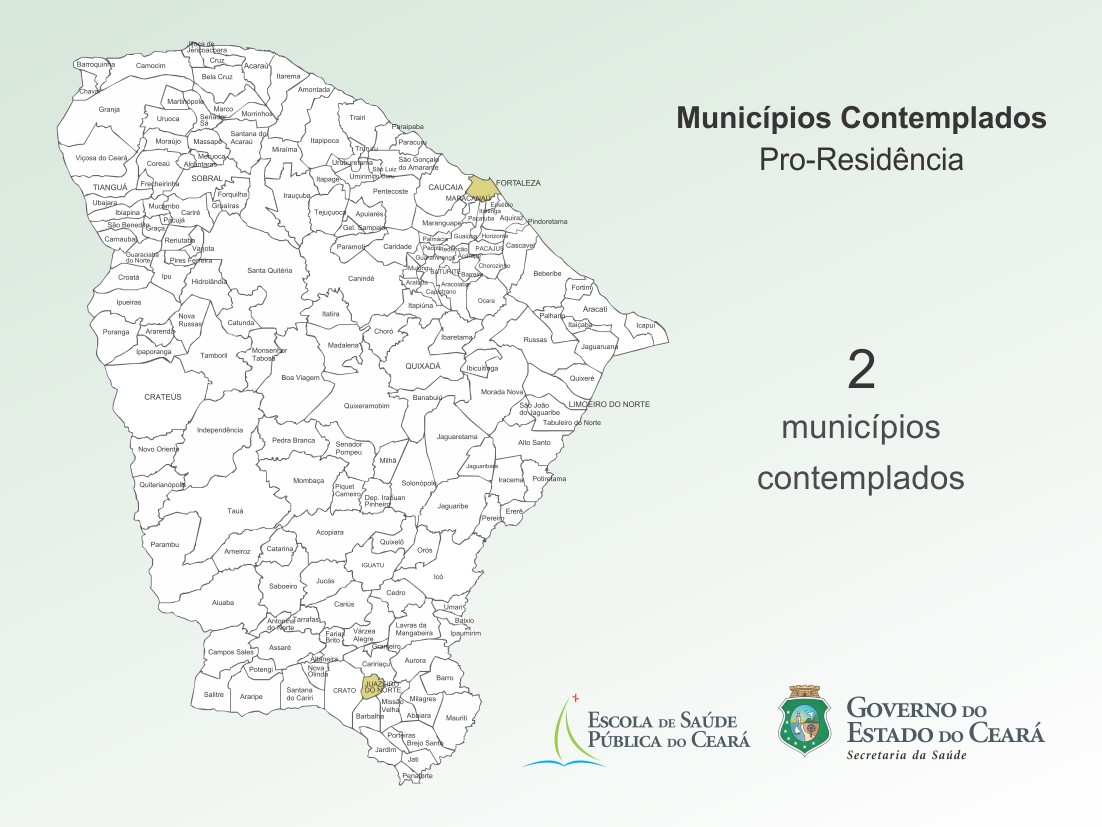 Municípios Contemplados
Pro-Residência
2
municípios
contemplados
Jijoca de
Jericoacoara
Barroquinha
Camocim
Cruz
Acaraú
Bela Cruz
Itarema
Chaval
Amontada
Granja
Martinópole
Marco
Morrinhos
Uruoca
Senador
Sá
Trairi
Paraipaba
Moraújo
Massapê
Santana do
Acaraú
Miraíma
Itapipoca
Paracuru
Tururu
Viçosa do Ceará
Coreaú
Meruoca
Alcântaras
Uruburetama
São Luiz
do Curu
São Gonçalo
do Amarante
Umirim
TIANGUÁ
Frecheirinha
SOBRAL
Itapagé
FORTALEZA
Forquilha
Irauçuba
Pentecoste
CAUCAIA
MARACANAÚ
Ubajara
Mucambo
Groaíras
Ibiapina
Cariré
Tejuçuoca
Apuiarés
Eusébio
Itaitinga
Pacatuba
Aquiraz
Pindoretama
São Benedito
Pacujá
Graça
Gel. Sampaio
Maranguape
Carnaubal
Reriutaba
Varjota
Paramoti
Caridade
Palmácia
Guaiúba
Horizonte
Guaraciaba
do Norte
Pires Ferreira
Pacoti
Redenção
PACAJUS
Cascavel
Guaramiranga
Acarape
Croatá
Ipu
Santa Quitéria
Canindé
Mulungu
BATURITÉ
Barreira
Chorozinho
Beberibe
Hidrolândia
Aratuba
Aracoiaba
Capistrano
Fortim
Ipueiras
Itapiúna
Ocara
Aracati
Nova
Russas
Catunda
Itatira
Palhano
Itaiçaba
Icapuí
Poranga
Ararendá
Choró
Ibaretama
Russas
Jaguaruana
Ipaporanga
Tamboril
Monsenhor
Tabosa
Madalena
QUIXADÁ
Ibicuitinga
Quixeré
Boa Viagem
CRATEÚS
Quixeramobim
Banabuiú
Morada Nova
São João
do Jaguaribe
LIMOEIRO DO NORTE
Tabuleiro do Norte
Independência
Pedra Branca
Senador
Pompeu
Jaguaretama
Alto Santo
Novo Oriente
Milhã
Jaguaribara
Quiterianópolis
Mombaça
Piquet
Carneiro
Dep. Irapuan
Pinheiro
Solonópole
Iracema
Potiretama
Tauá
Jaguaribe
Ererê
Pereiro
Acopiara
Parambu
Arneiroz
Catarina
Quixelô
Orós
IGUATU
Saboeiro
Jucás
Icó
Cedro
Aiuaba
Cariús
Umari
Antonina
do Norte
Tarrafas
Baixio
Ipaumirim
Farias
Brito
Várzea
Alegre
Lavras da
Mangabeira
Campos Sales
Assaré
Granjeiro
Altaneira
Caririaçu
Aurora
Potengi
Nova
Olinda
Barro
Salitre
Araripe
Santana
do Cariri
CRATO
JUAZEIRO
DO NORTE
Missão
Velha
Milagres
Barbalha
Abaiara
Mauriti
Porteiras
Brejo Santo
Jardim
Jati
Penaforte
ESCOLA DE SAÚDE
PÚBLICA DO CEARÁ
GOVERNO DO
ESTADO DO CEARÁ
Secretaria da Saúde